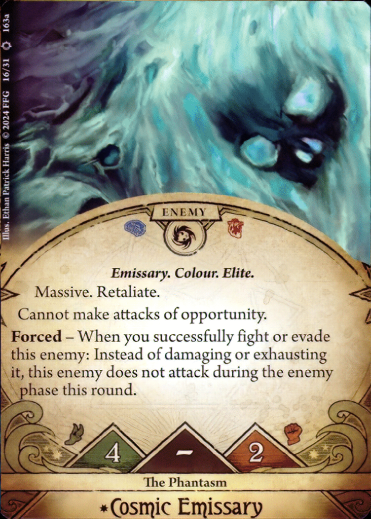 Illus. Ethan Patrick Harris © 2024 FFG 16/31 163a
ENEMY
Emissary. Colour. Elite.
Massive. Retaliate.
Cannot make attacks of opportunity.
Forced – When you successfully fight or evade
this enemy: Instead of damaging or exhausting
it, this enemy does not attack during the enemy
phase this round.
4 – 2
The Phantasm
*Cosmic Emissary